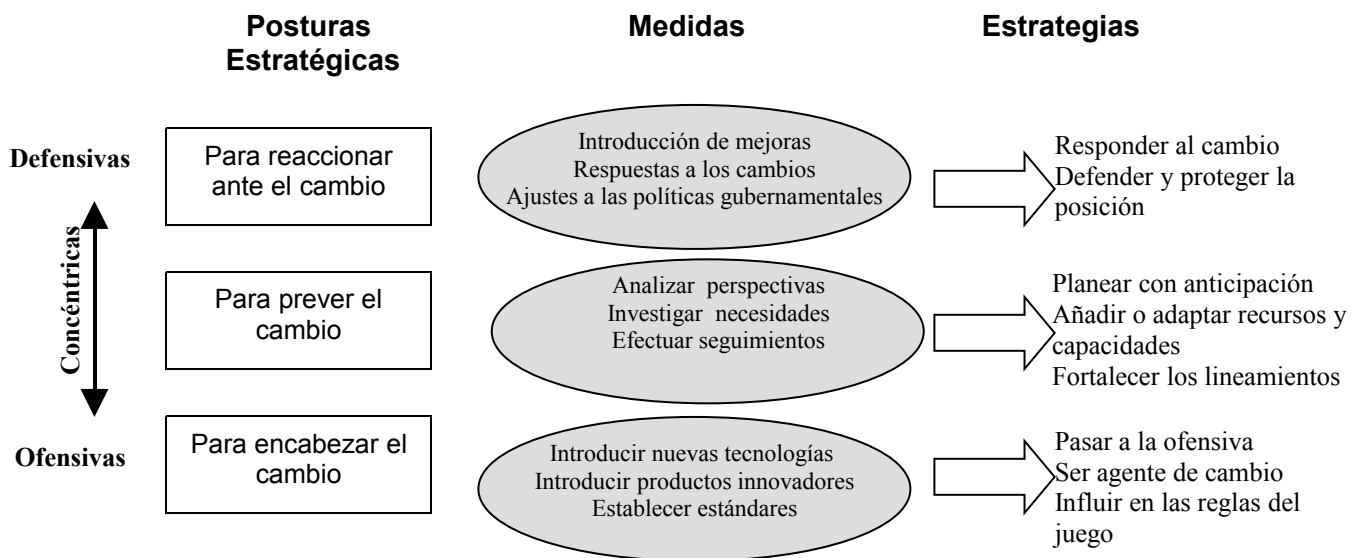 Posturas
Estratégicas
Medidas
Estrategias
Defensivas
Para reaccionar
ante el cambio
Introducción de mejoras
Respuestas a los cambios
Ajustes a las políticas gubernamentales
Responder al cambio
Defender y proteger la
posición
Concéntricas
Para prever el
cambio
Analizar perspectivas
Investigar necesidades
Efectuar seguimientos
Planear con anticipación
Añadir o adaptar recursos y
capacidades
Fortalecer los lineamientos
Ofensivas
Para encabezar el
cambio
Introducir nuevas tecnologías
Introducir productos innovadores
Establecer estándares
Pasar a la ofensiva
Ser agente de cambio
Influir en las reglas del
juego